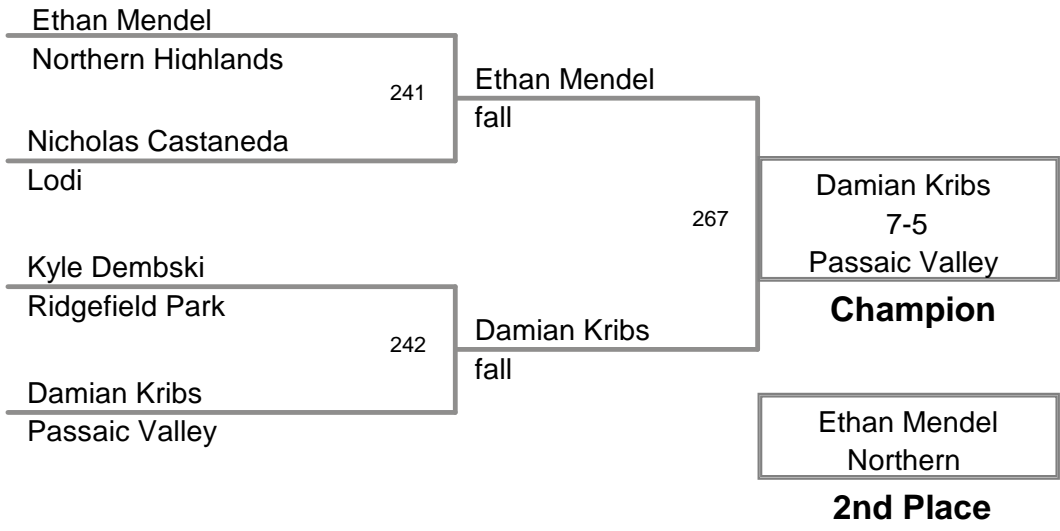 Ethan Mendel
Northern Highlands
241
Ethan Mendel
fall
Nicholas Castaneda
Lodi
267
Damian Kribs
7-5
Passaic Valley
Champion
Kyle Dembski
Ridgefield Park
242
Damian Kribs
fall
Damian Kribs
Passaic Valley
Ethan Mendel
Northern
2nd Place